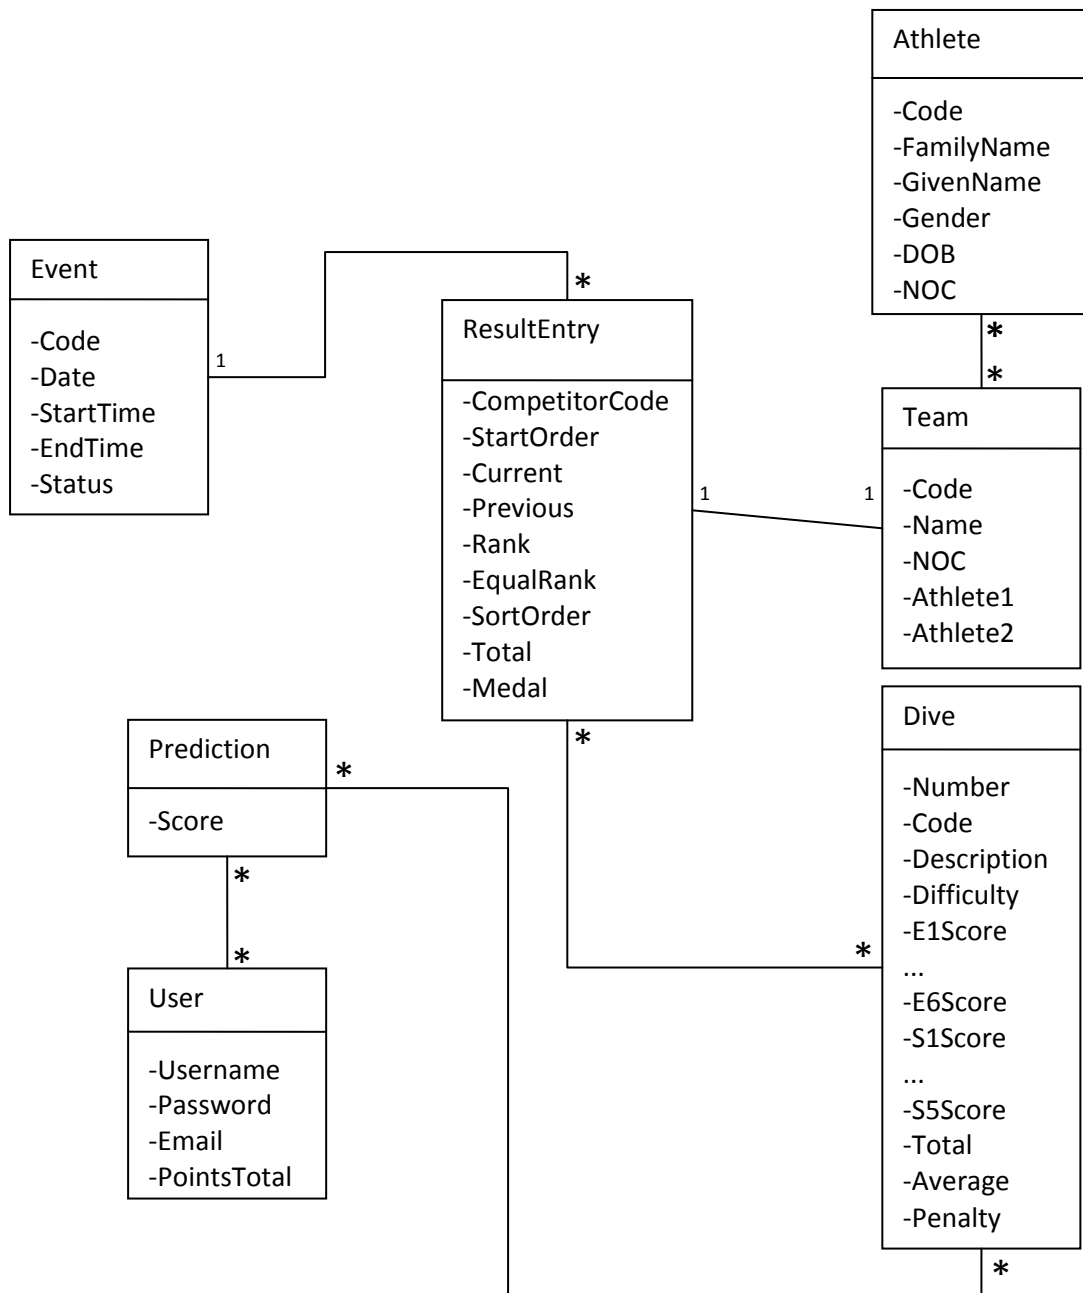 Athlete
-Code
-FamilyName
-GivenName
-Gender
-DOB
-NOC
*
*
Event
-Code
-Date
-StartTime
-EndTime
-Status
1
*
ResultEntry
-CompetitorCode
-StartOrder
-Current
-Previous
-Rank
-EqualRank
-SortOrder
-Total
-Medal
1
1
*
Team
-Code
-Name
-NOC
-Athlete1
-Athlete2
Dive
-Number
-Code
-Description
-Difficulty
-E1Score
...
-E6Score
-S1Score
...
-S5Score
-Total
-Average
-Penalty
*
*
Prediction
-Score
*
*
*
User
-Username
-Password
-Email
-PointsTotal